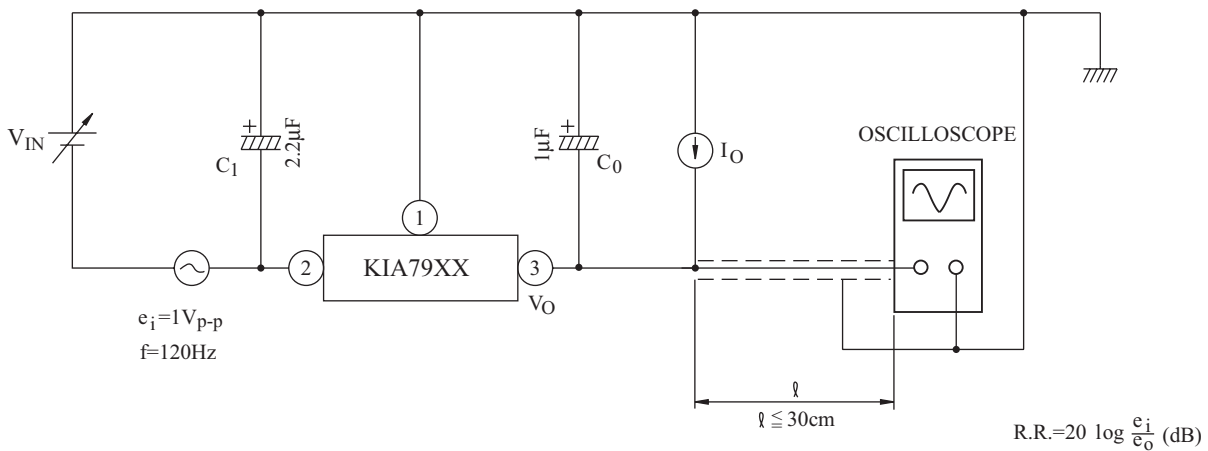 V_IN
+
C_1
2.2μF
1
2
KIA79XX
3
V_O
e_i=1V_p-p
f=120Hz
+
1μF
C_0
I_O
OSCILLOSCOPE
ℓ
ℓ ≦ 30cm
R.R.=20 log e_i/e_o (dB)